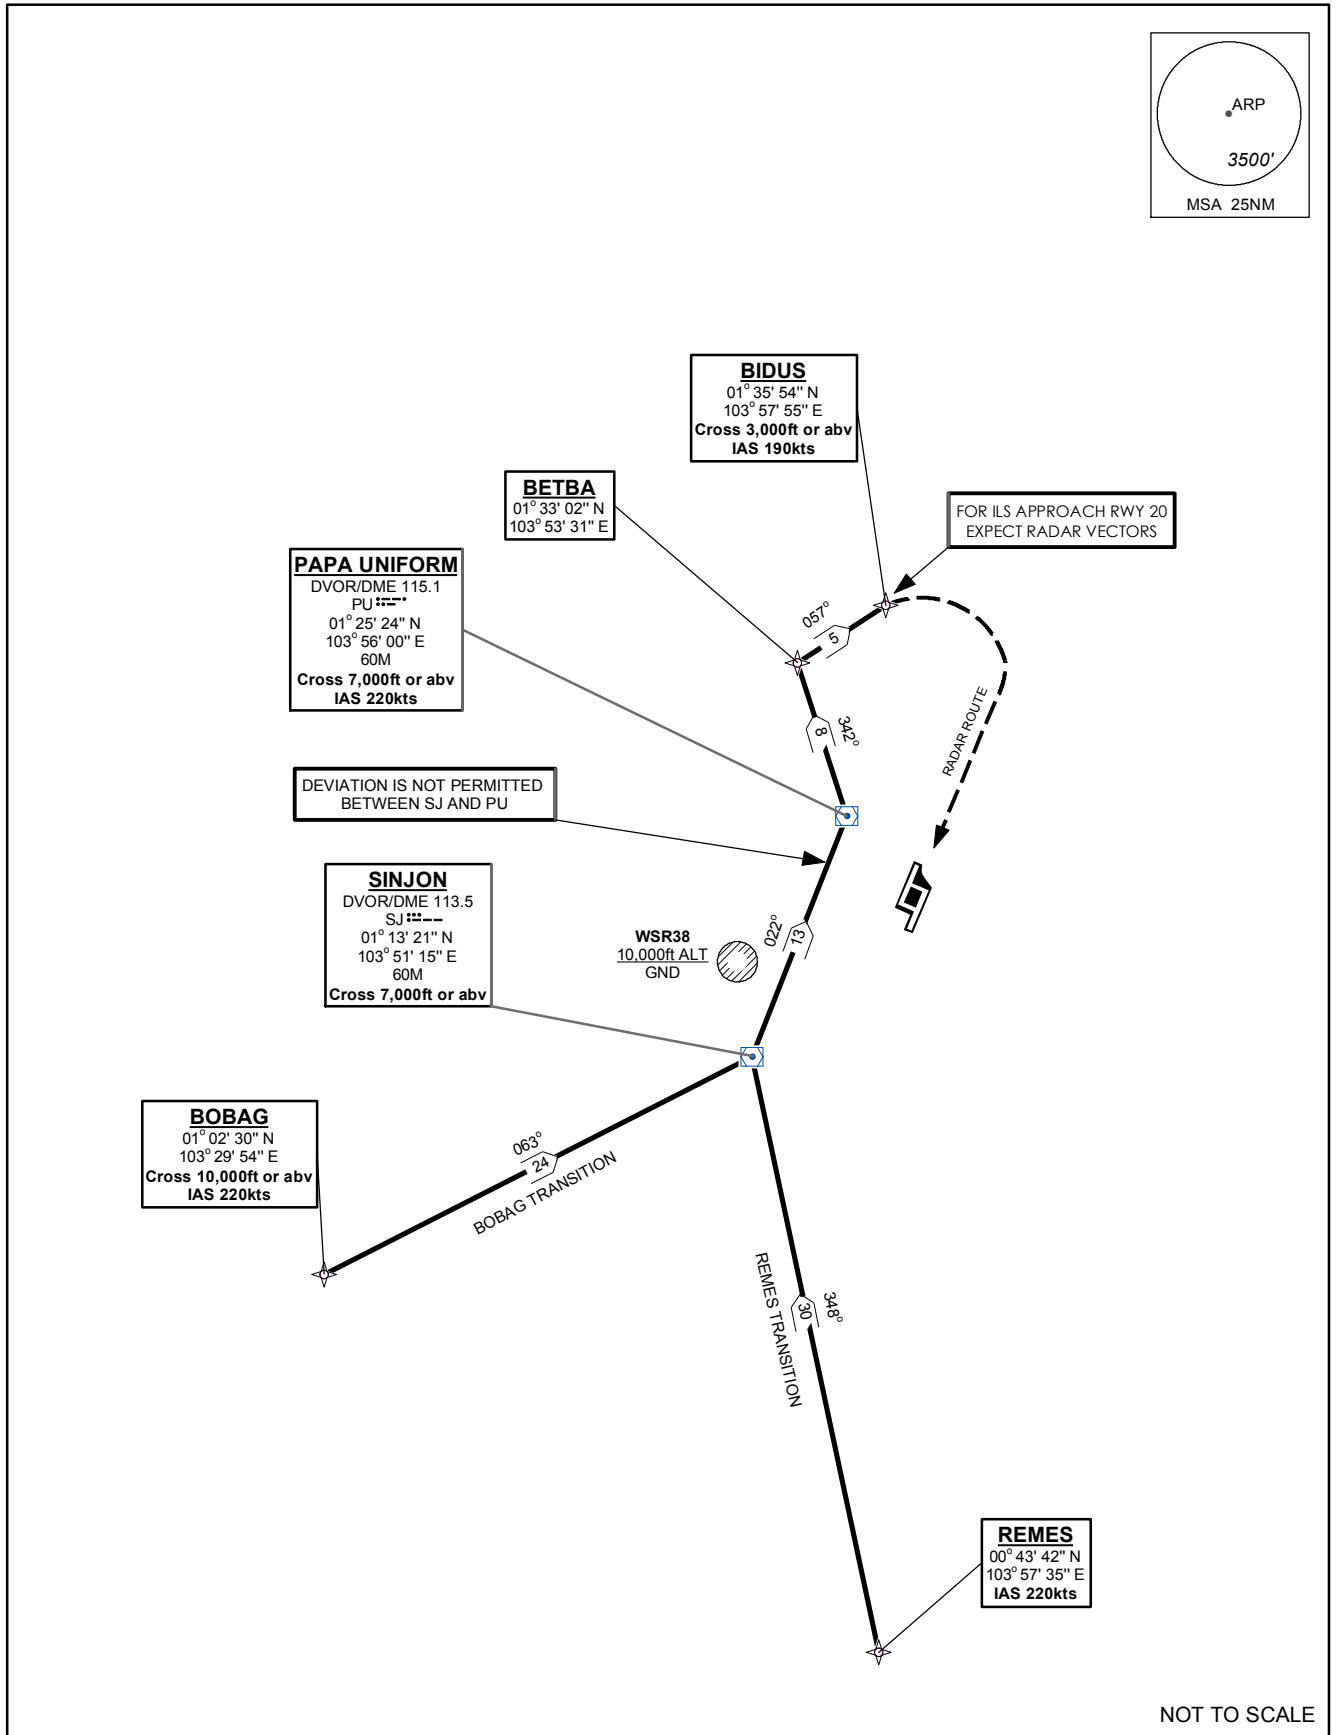 ARP
3500'
MSA 25NM
BIDUS
01° 35' 54" N
103° 57' 55" E
Cross 3,000ft or abv
IAS 190kts
BETBA
01° 33' 02" N
103° 53' 31" E
FOR ILS APPROACH RWY 20
EXPECT RADAR VECTORS
PAPA UNIFORM
DVOR/DME 115.1
PU
01° 25' 24" N
103° 56' 00" E
60M
Cross 7,000ft or abv
IAS 220kts
057°
5
342°
8
RADAR ROUTE
DEVIATION IS NOT PERMITTED
BETWEEN SJ AND PU
SINJON
DVOR/DME 113.5
SJ
01° 13' 21" N
103° 51' 15" E
60M
Cross 7,000ft or abv
WSR38
10,000ft ALT
GND
022°
13
BOBAG
01° 02' 30" N
103° 29' 54" E
Cross 10,000ft or abv
IAS 220kts
063°
24
BOBAG TRANSITION
REMES TRANSITION
30
348°
REMES
00° 43' 42" N
103° 57' 35" E
IAS 220kts
NOT TO SCALE